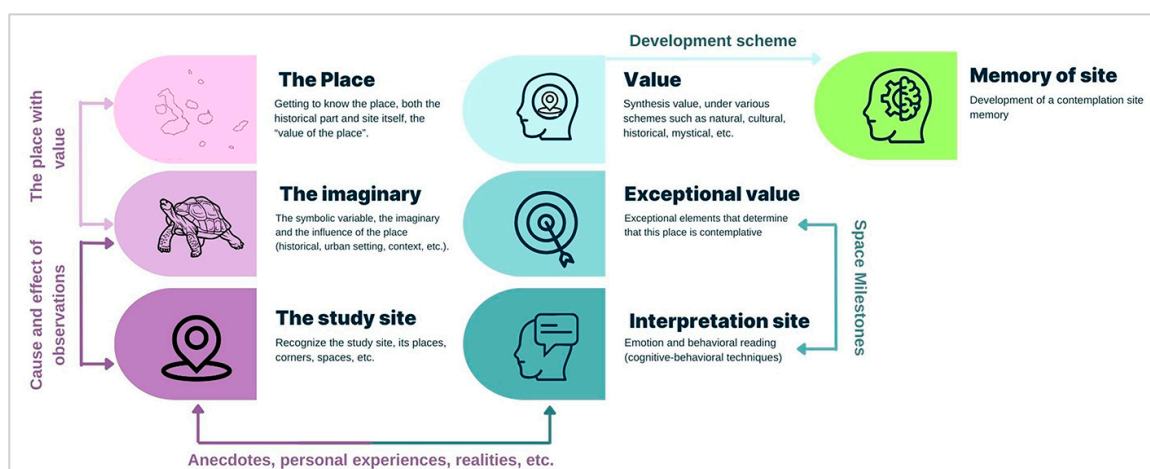 Development scheme
The Place
Getting to know the place, both the
historical part and site itself, the
"value of the place".
Value
Synthesis value, under various
schemes such as natural, cultural,
historical, mystical, etc.
Memory of site
Development of a contemplation site
memory
The place with
value
The imaginary
The symbolic variable, the imaginary
and the influence of the place
(historical, urban setting, context, etc.).
Exceptional value
Exceptional elements that determine
that this place is contemplative
Space Milestones
Cause and effect of
observations
The study site
Recognize the study site, its places,
corners, spaces, etc.
Interpretation site
Emotion and behavioral reading
(cognitive-behavioral techniques)
Anecdotes, personal experiences, realities, etc.